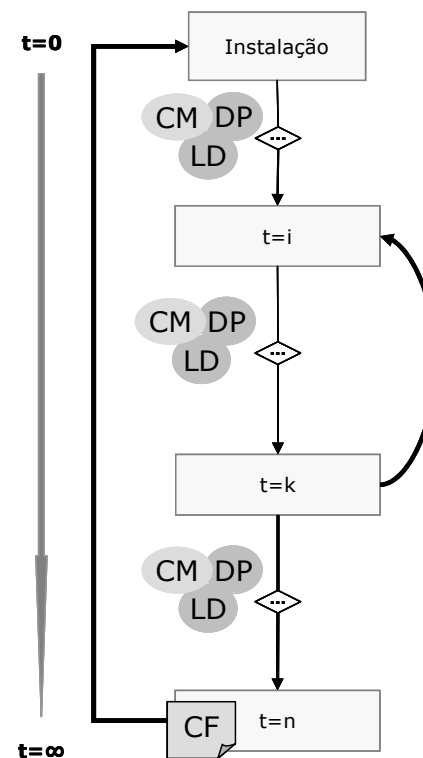 t=0
Instalação
CM DP
LD
...
t=i
CM DP
LD
...
t=k
CM DP
LD
...
CF
t=n
t=∞